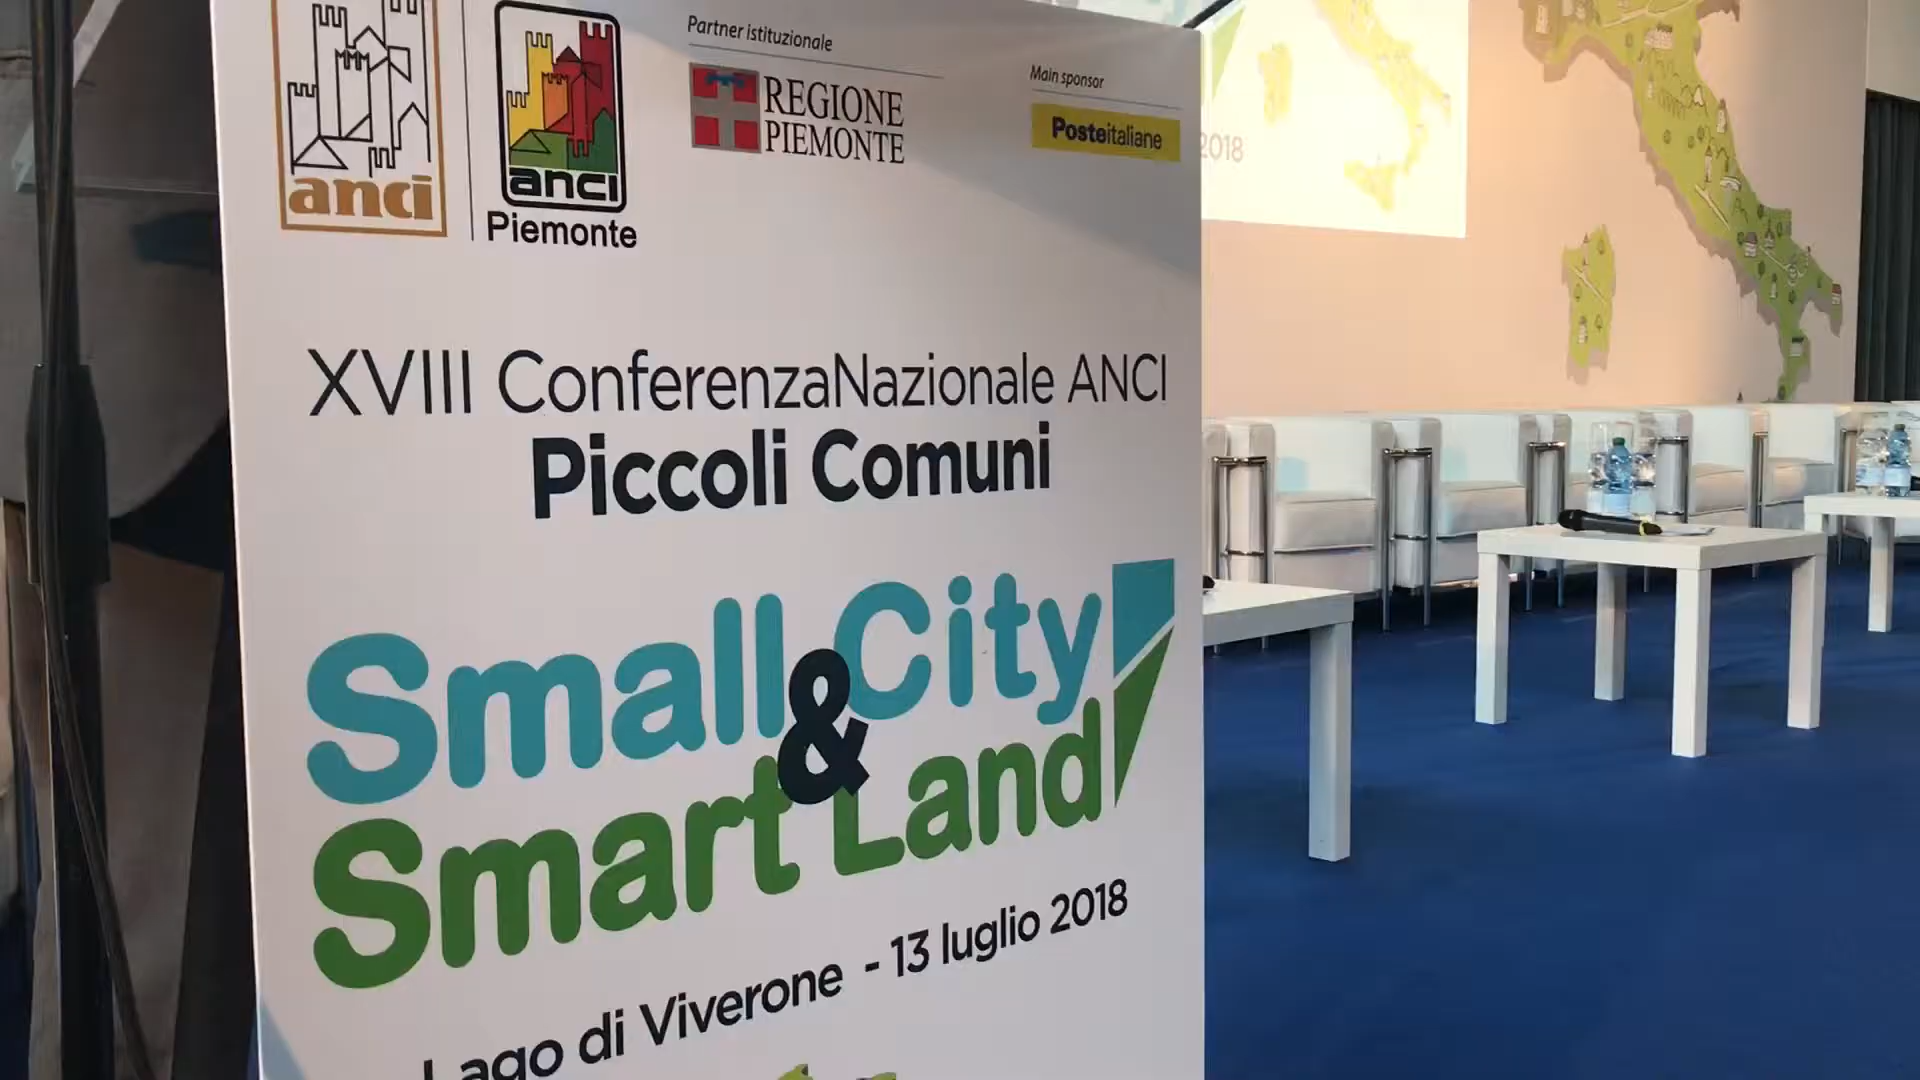 anci
anci
Piemonte
Partner istituzionale
REGIONE
PIEMONTE
Main sponsor
Posteitaliane
2018
XVIII ConferenzaNazionale ANCI
Piccoli Comuni
Small City
&
Smart Land
Lago di Viverone - 13 luglio 2018